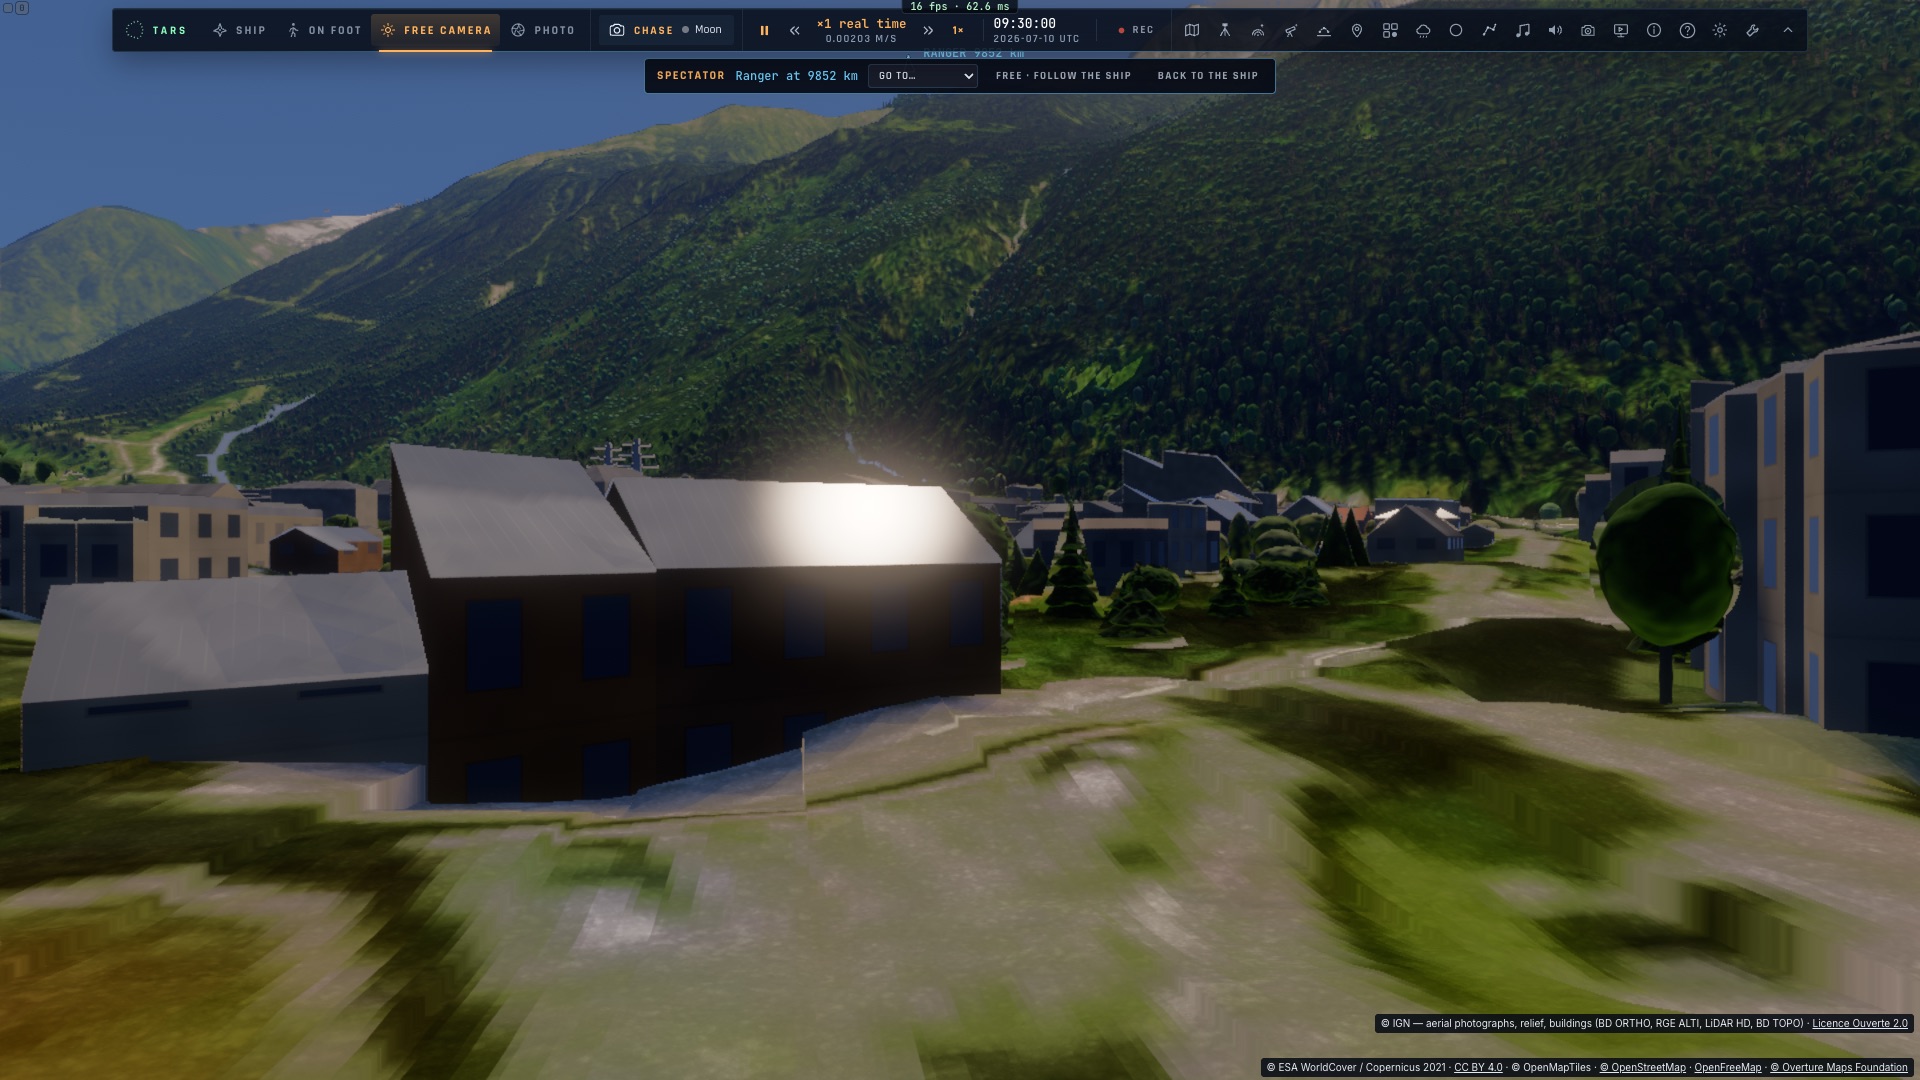 16 fps · 62.6 ms
TARS
SHIP
ON FOOT
FREE CAMERA
PHOTO
CHASE Moon
×1 real time
0.00203 M/S
1×
09:30:00
2026-07-10 UTC
REC
RANGER 9852 km
SPECTATOR Ranger at 9852 km GO TO… FREE · FOLLOW THE SHIP BACK TO THE SHIP
© IGN — aerial photographs, relief, buildings (BD ORTHO, RGE ALTI, LiDAR HD, BD TOPO) · Licence Ouverte 2.0
© ESA WorldCover / Copernicus 2021 · CC BY 4.0 · © OpenMapTiles · © OpenStreetMap · OpenFreeMap · © Overture Maps Foundation